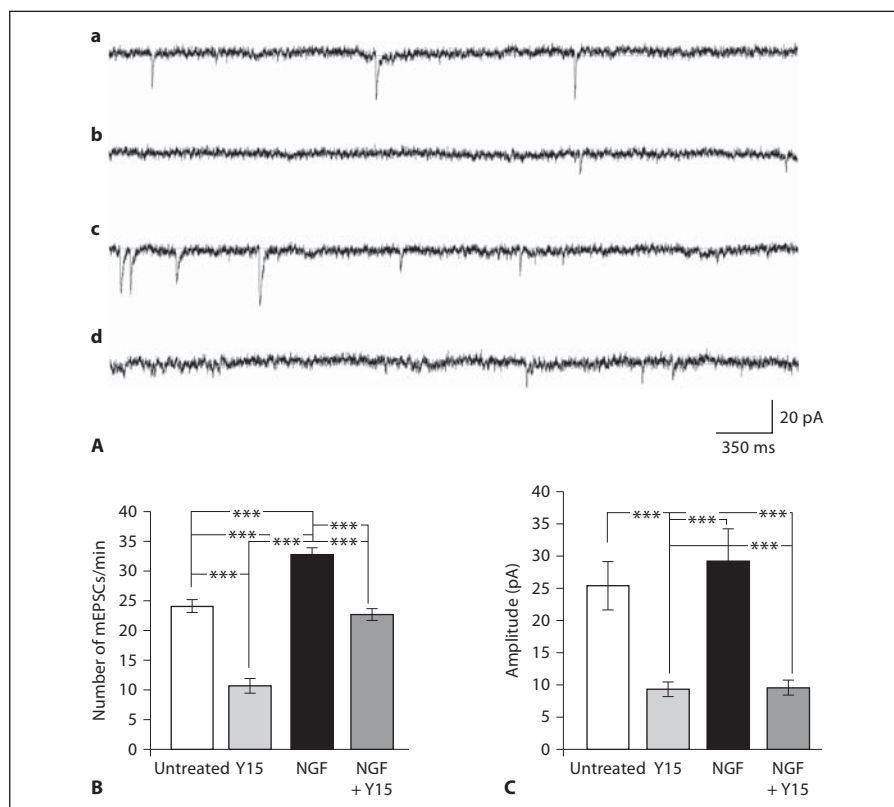 a
b
c
d
20 pA
350 ms
A
Number of mEPSCs/min
40
35
30
25
20
15
10
5
0
***
***
***
***
***
***
Untreated Y15 NGF NGF
+ Y15
B
Amplitude (pA)
40
35
30
25
20
15
10
5
0
***
***
***
***
Untreated Y15 NGF NGF
+ Y15
C